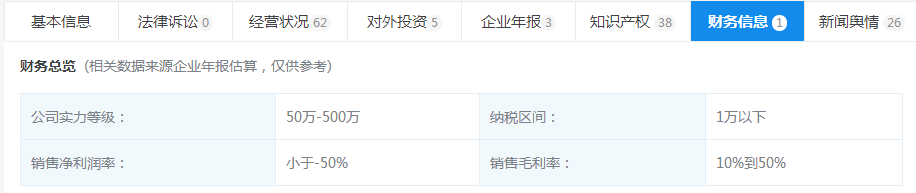 基本信息 法律诉讼 0 经营状况 62 对外投资 5 企业年报 3 知识产权 38 财务信息 1 新闻舆情 26
财务总览 (相关数据来源企业年报估算，仅供参考)
公司实力等级： 50万-500万 纳税区间： 1万以下
销售净利润率： 小于-50% 销售毛利率： 10%到50%